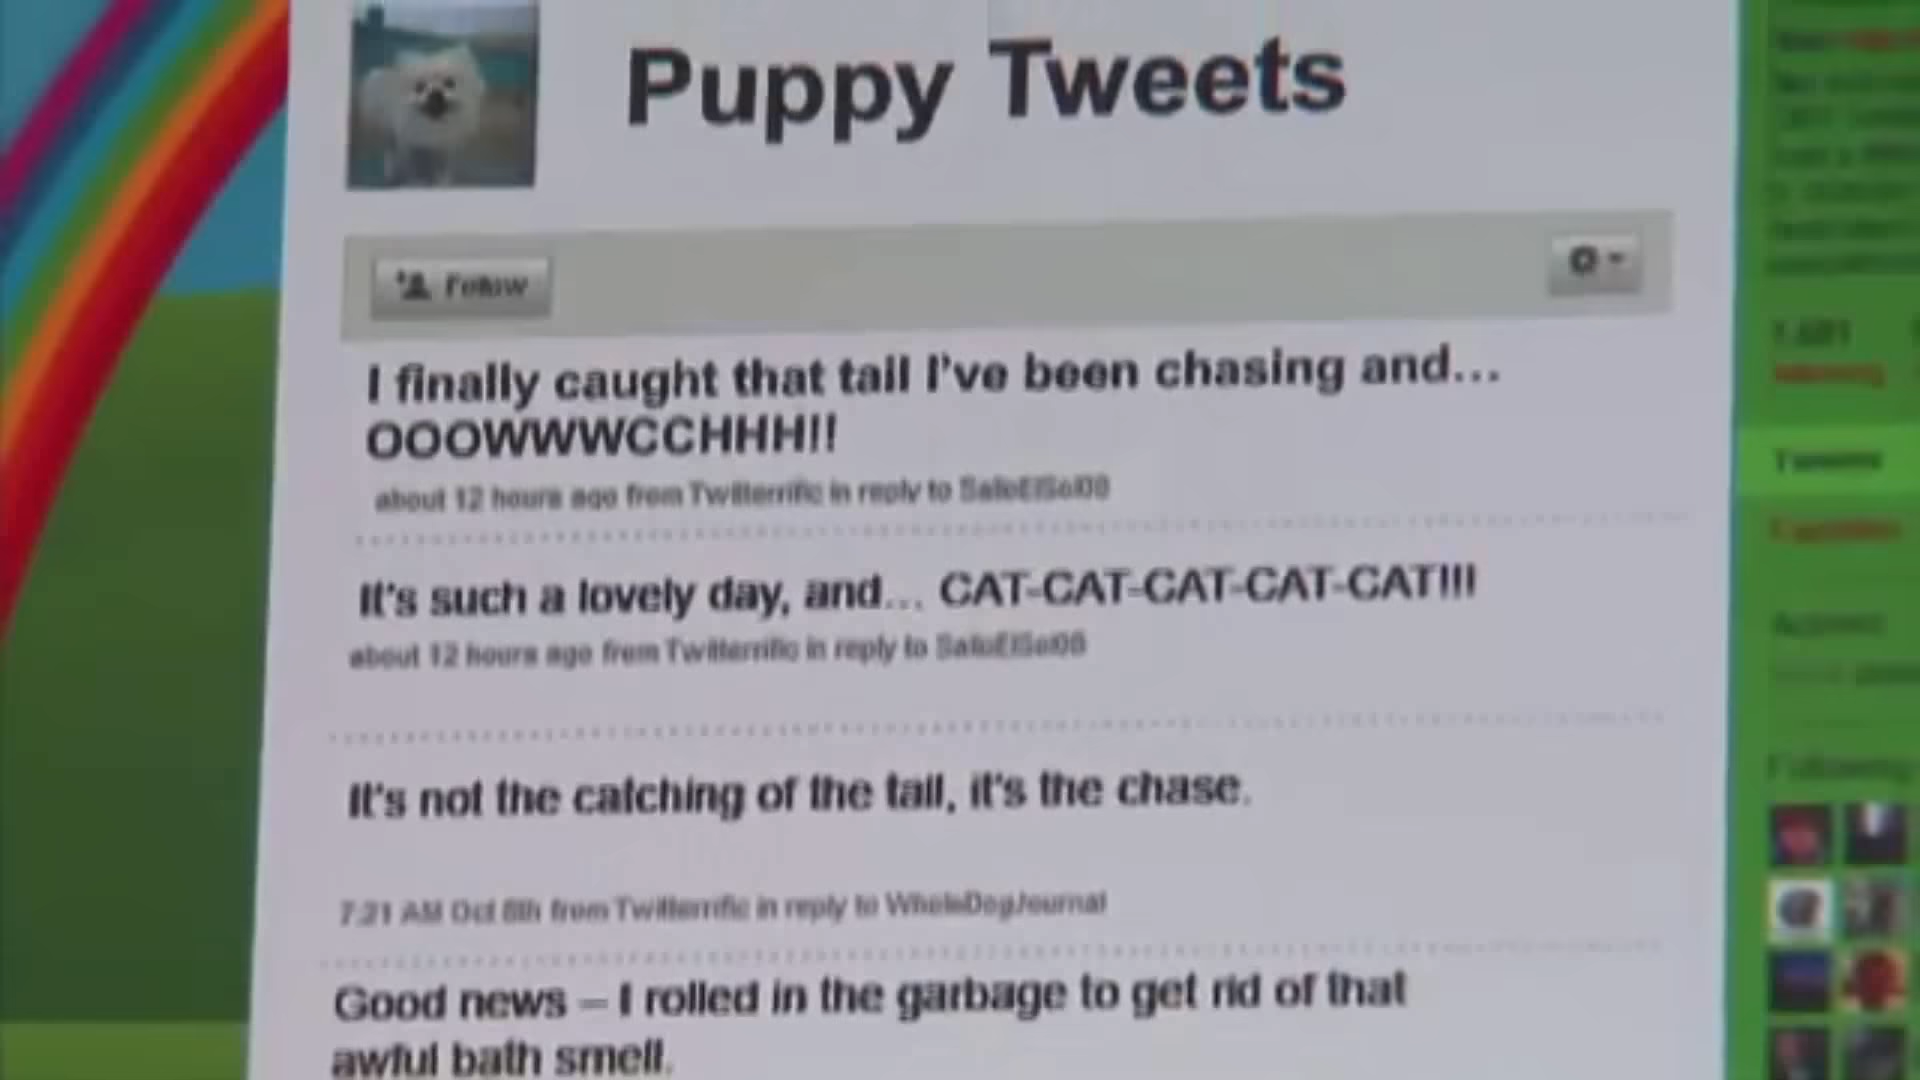 Puppy Tweets
Follow
I finally caught that tail I've been chasing and...
OOOWWWCCHHH!!
about 12 hours ago from Twitterrific in reply to
It's such a lovely day, and... CAT-CAT-CAT-CAT-CAT!!!
about 12 hours ago from Twitterrific in reply to
It's not the catching of the tail, it's the chase.
7:21 AM Oct from Twitterrific in reply to WholeDogJournal
Good news – I rolled in the garbage to get rid of that
awful bath smell.
Tweets
Favorites
Following